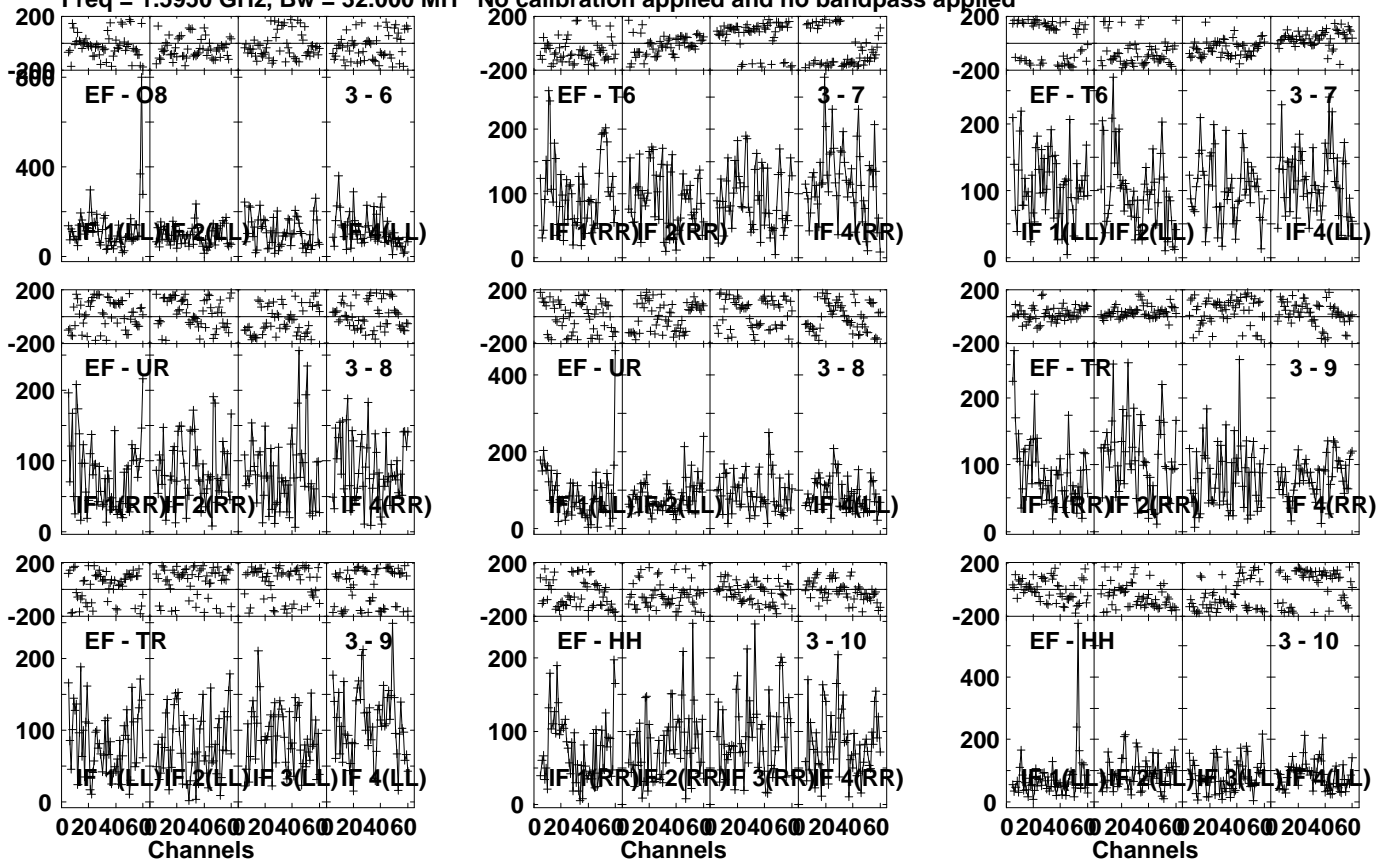 Freq = 1.5950 GHz, Bw = 32.000 MH No calibration applied and no bandpass applied
200 200 200
-200 -200 -200
800
EF - O8 3 - 6 EF - T6 3 - 7 EF - T6 3 - 7
400 200 200
200 100 100
0 0 0
IF 1(LL) IF 2(LL) IF 4(LL) IF 1(RR) IF 2(RR) IF 4(RR) IF 1(LL) IF 2(LL) IF 4(LL)
200 200 200
-200 -200 -200
EF - UR 3 - 8 EF - UR 3 - 8 EF - TR 3 - 9
200 400 200
100 200 100
IF 1(RR) IF 2(RR) IF 4(RR) IF 1(LL) IF 2(LL) IF 4(LL) IF 1(RR) IF 2(RR) IF 4(RR)
0 0 0
200 200 200
-200 -200 -200
EF - TR 3 - 9 EF - HH 3 - 10 EF - HH 3 - 10
200 200 400
100 100 200
IF 1(LL) IF 2(LL) IF 3(LL) IF 4(LL) IF 1(RR) IF 2(RR) IF 3(RR) IF 4(RR) IF 1(LL) IF 2(LL) IF 3(LL) IF 4(LL)
0 0 0
0 20 40 60 0 20 40 60 0 20 40 60 0 20 40 60 0 20 40 60 0 20 40 60 0 20 40 60 0 20 40 60 0 20 40 60 0 20 40 60 0 20 40 60 0 20 40 60
Channels Channels Channels